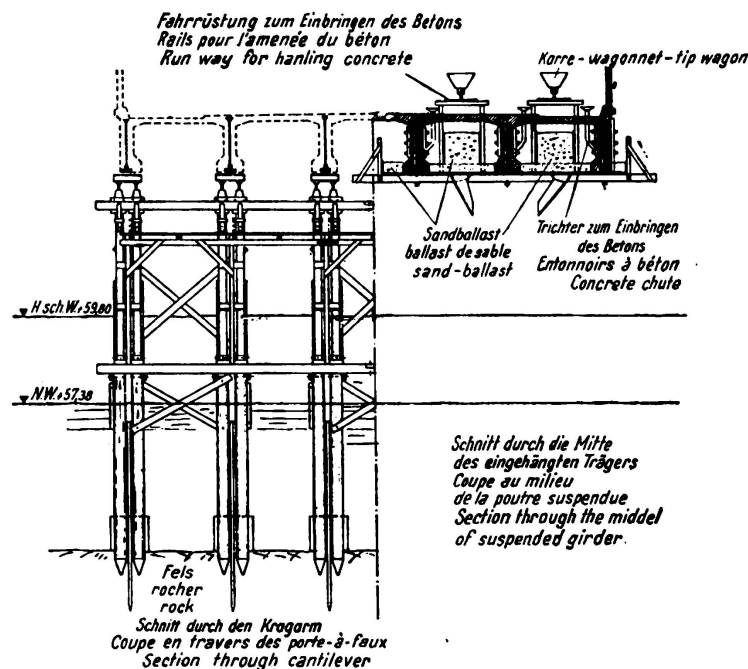 Fahrrüstung zum Einbringen des Betons
Rails pour l'amenée du béton
Run way for hanling concrete
Karre-wagonnet-tip wagon
Sandballast
ballast de sable
sand-ballast
Trichter zum Einbringen
des Betons
Entonnoirs à béton
Concrete chute
H.sch.W.+59,80
N.W.+57,38
Schnitt durch die Mitte
des eingehängten Trägers
Coupe au milieu
de la poutre suspendue
Section through the middel
of suspended girder.
Fels
rocher
rock
Schnitt durch den Kragarm
Coupe en travers des porte-à-faux
Section through cantilever